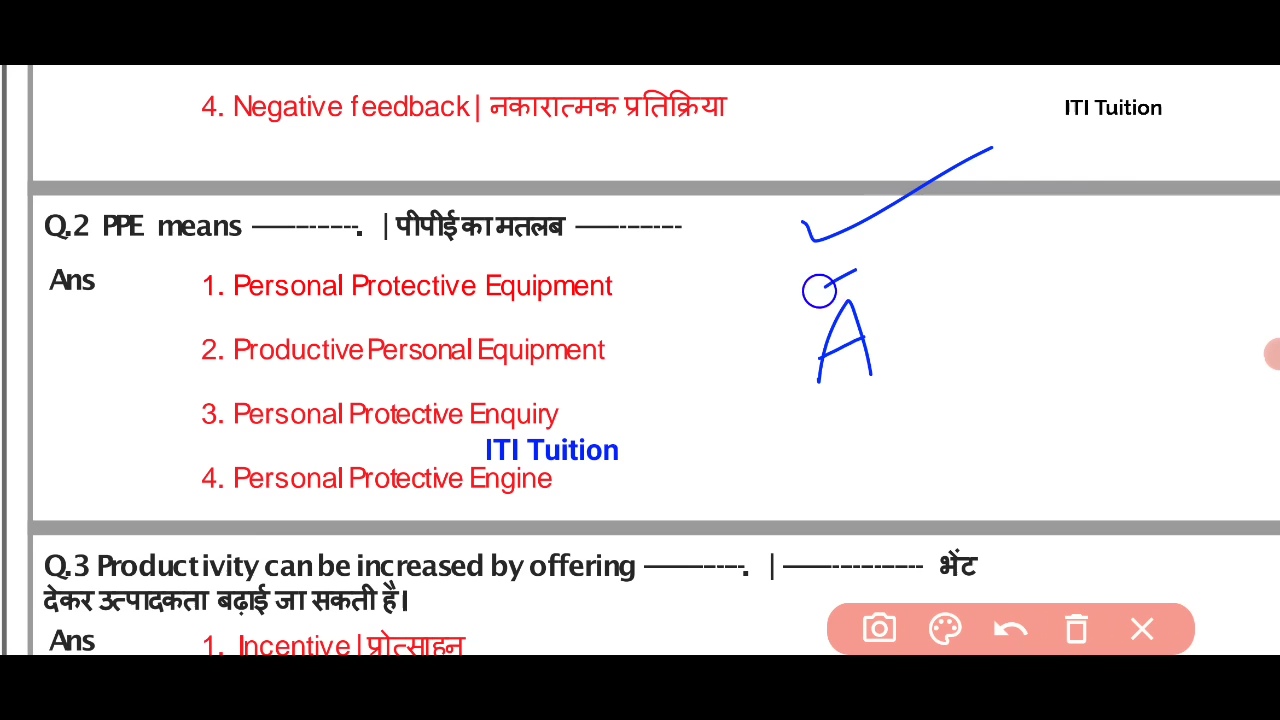 4. Negative feedback | नकारात्मक प्रतिक्रिया
ITI Tuition
Q.2 PPE means ----------. | पीपीई का मतलब ----------
Ans 1. Personal Protective Equipment
2. Productive Personal Equipment
A
3. Personal Protective Enquiry
ITI Tuition
4. Personal Protective Engine
Q.3 Productivity can be increased by offering ----------. | -------------- भेंट
देकर उत्पादकता बढ़ाई जा सकती है।
Ans 1. Incentive | प्रोत्साहन